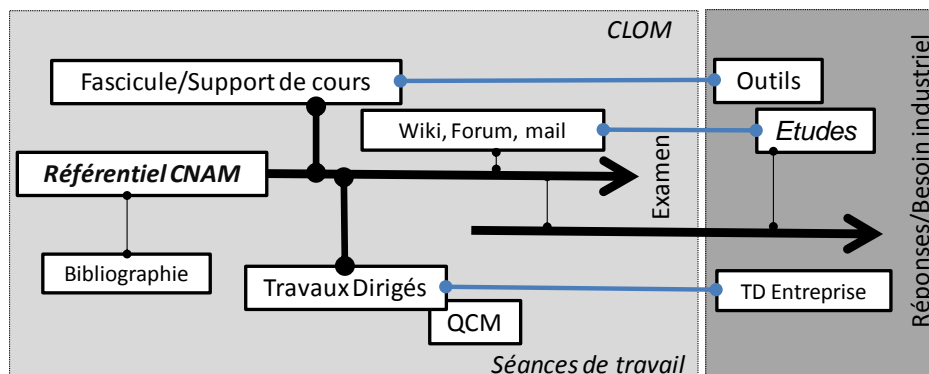 CLOM
Fascicule/Support de cours
Outils
Wiki, Forum, mail
Etudes
Référentiel CNAM
Examen
Réponses/Besoin industriel
Bibliographie
Travaux Dirigés
TD Entreprise
QCM
Séances de travail